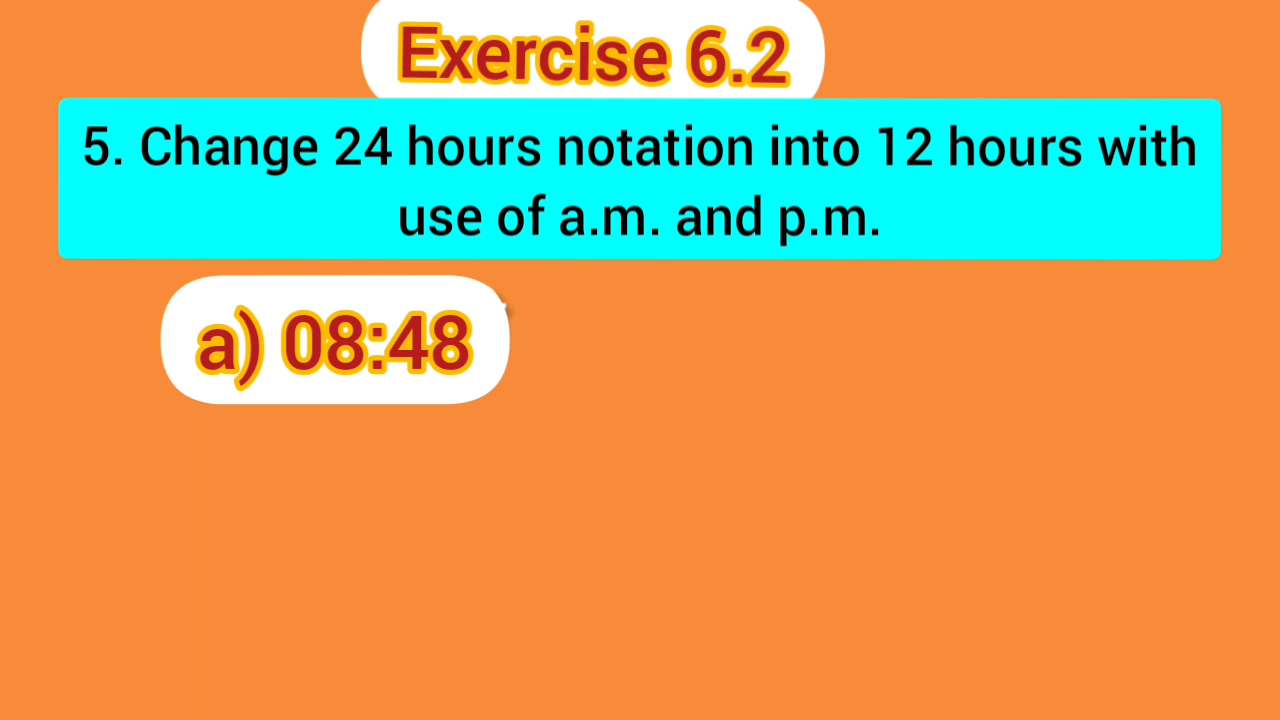 Exercise 6.2
5. Change 24 hours notation into 12 hours with
use of a.m. and p.m.
a) 08:48